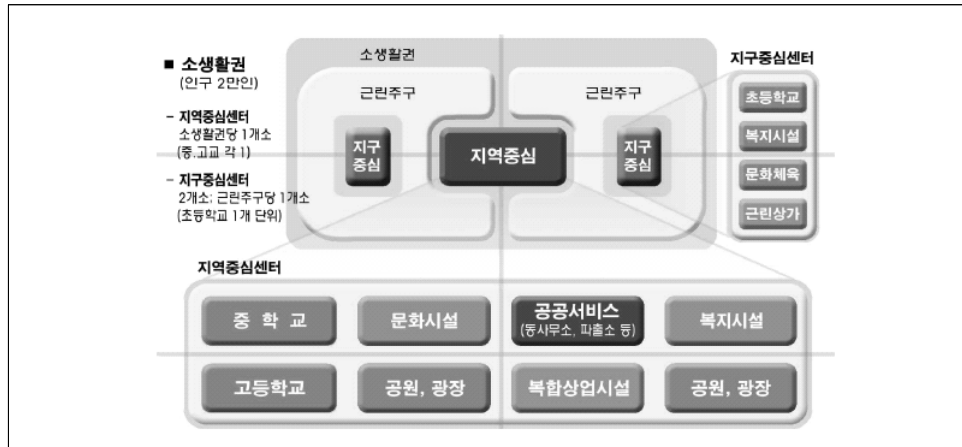 ■ 소생활권
(인구 2만인)
– 지역중심센터
소생활권당 1개소
(중.고교 각 1)
– 지구중심센터
2개소; 근린주구당 1개소
(초등학교 1개 단위)
소생활권
근린주구
근린주구
지구
중심
지역중심
지구
중심
지구중심센터
초등학교
복지시설
문화체육
근린상가
지역중심센터
중 학 교
문화시설
공공서비스
(동사무소, 파출소 등)
복지시설
고등학교
공원, 광장
복합상업시설
공원, 광장